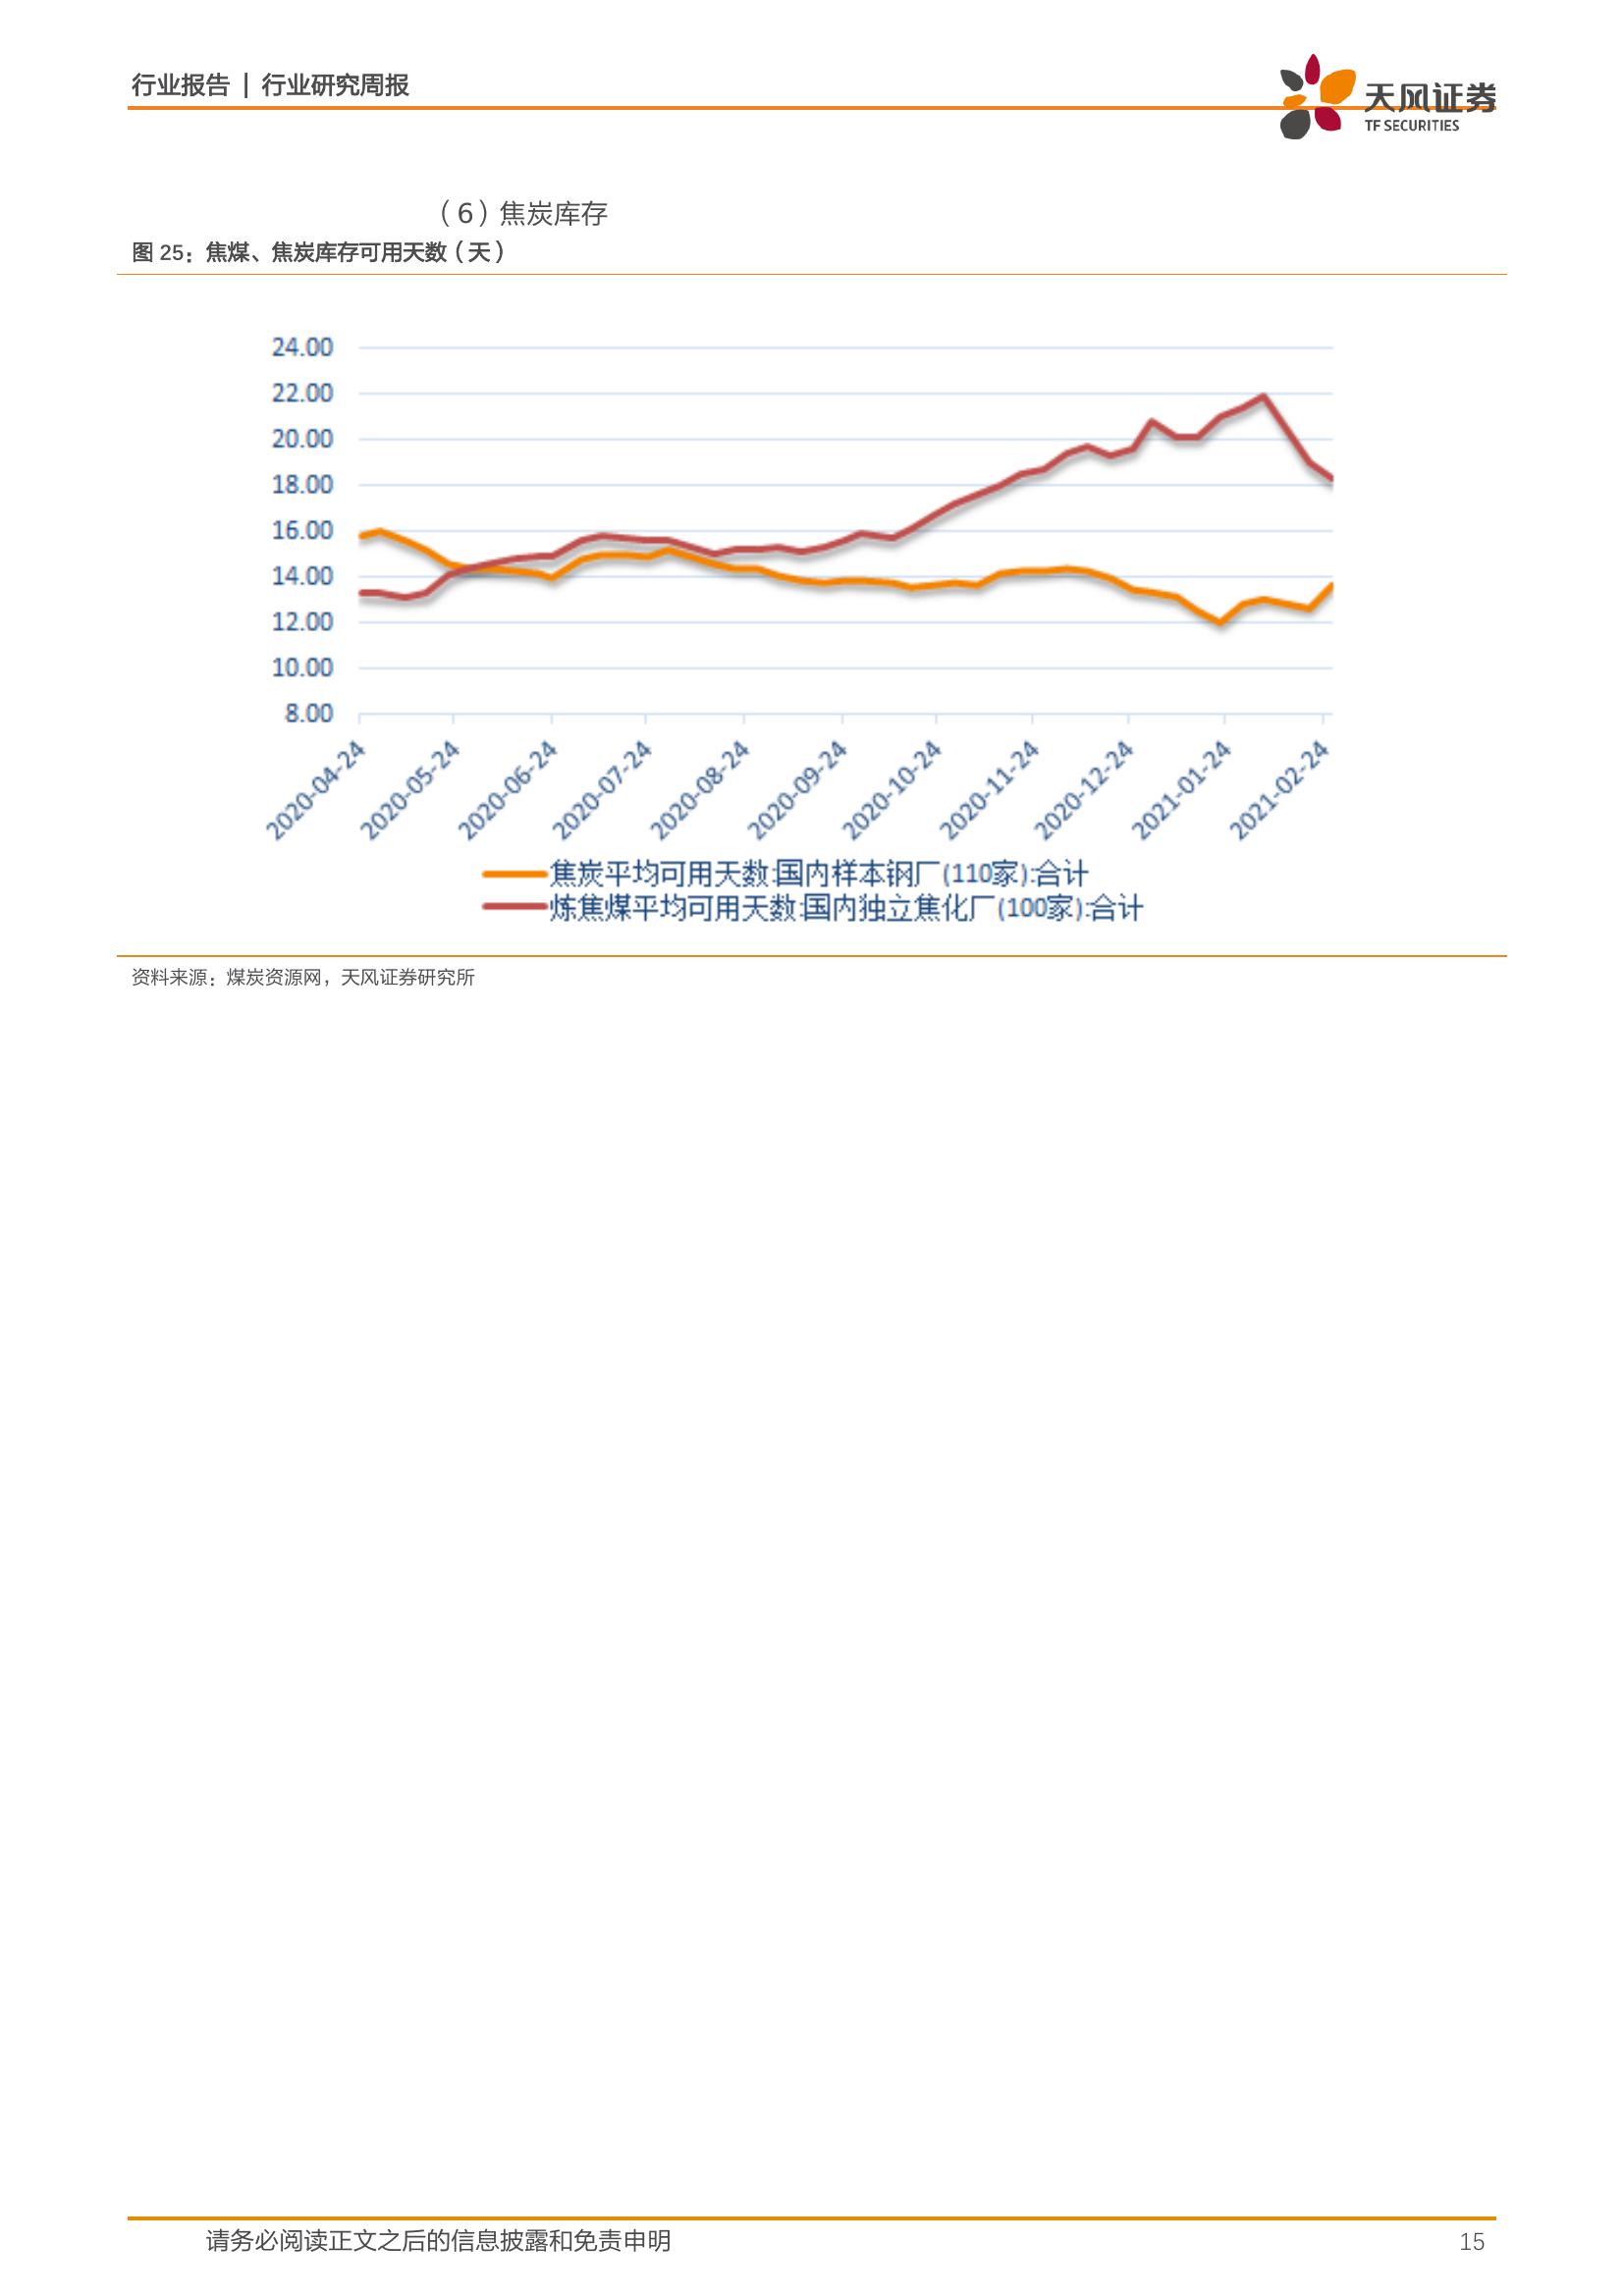 行业报告 | 行业研究周报
天风证券
TF SECURITIES
（6）焦炭库存
图 25：焦煤、焦炭库存可用天数（天）
24.00
22.00
20.00
18.00
16.00
14.00
12.00
10.00
8.00
2020-04-24
2020-05-24
2020-06-24
2020-07-24
2020-08-24
2020-09-24
2020-10-24
2020-11-24
2020-12-24
2021-01-24
2021-02-24
焦炭平均可用天数:国内样本钢厂(110家):合计
炼焦煤平均可用天数:国内独立焦化厂(100家):合计
资料来源：煤炭资源网，天风证券研究所
请务必阅读正文之后的信息披露和免责申明
15